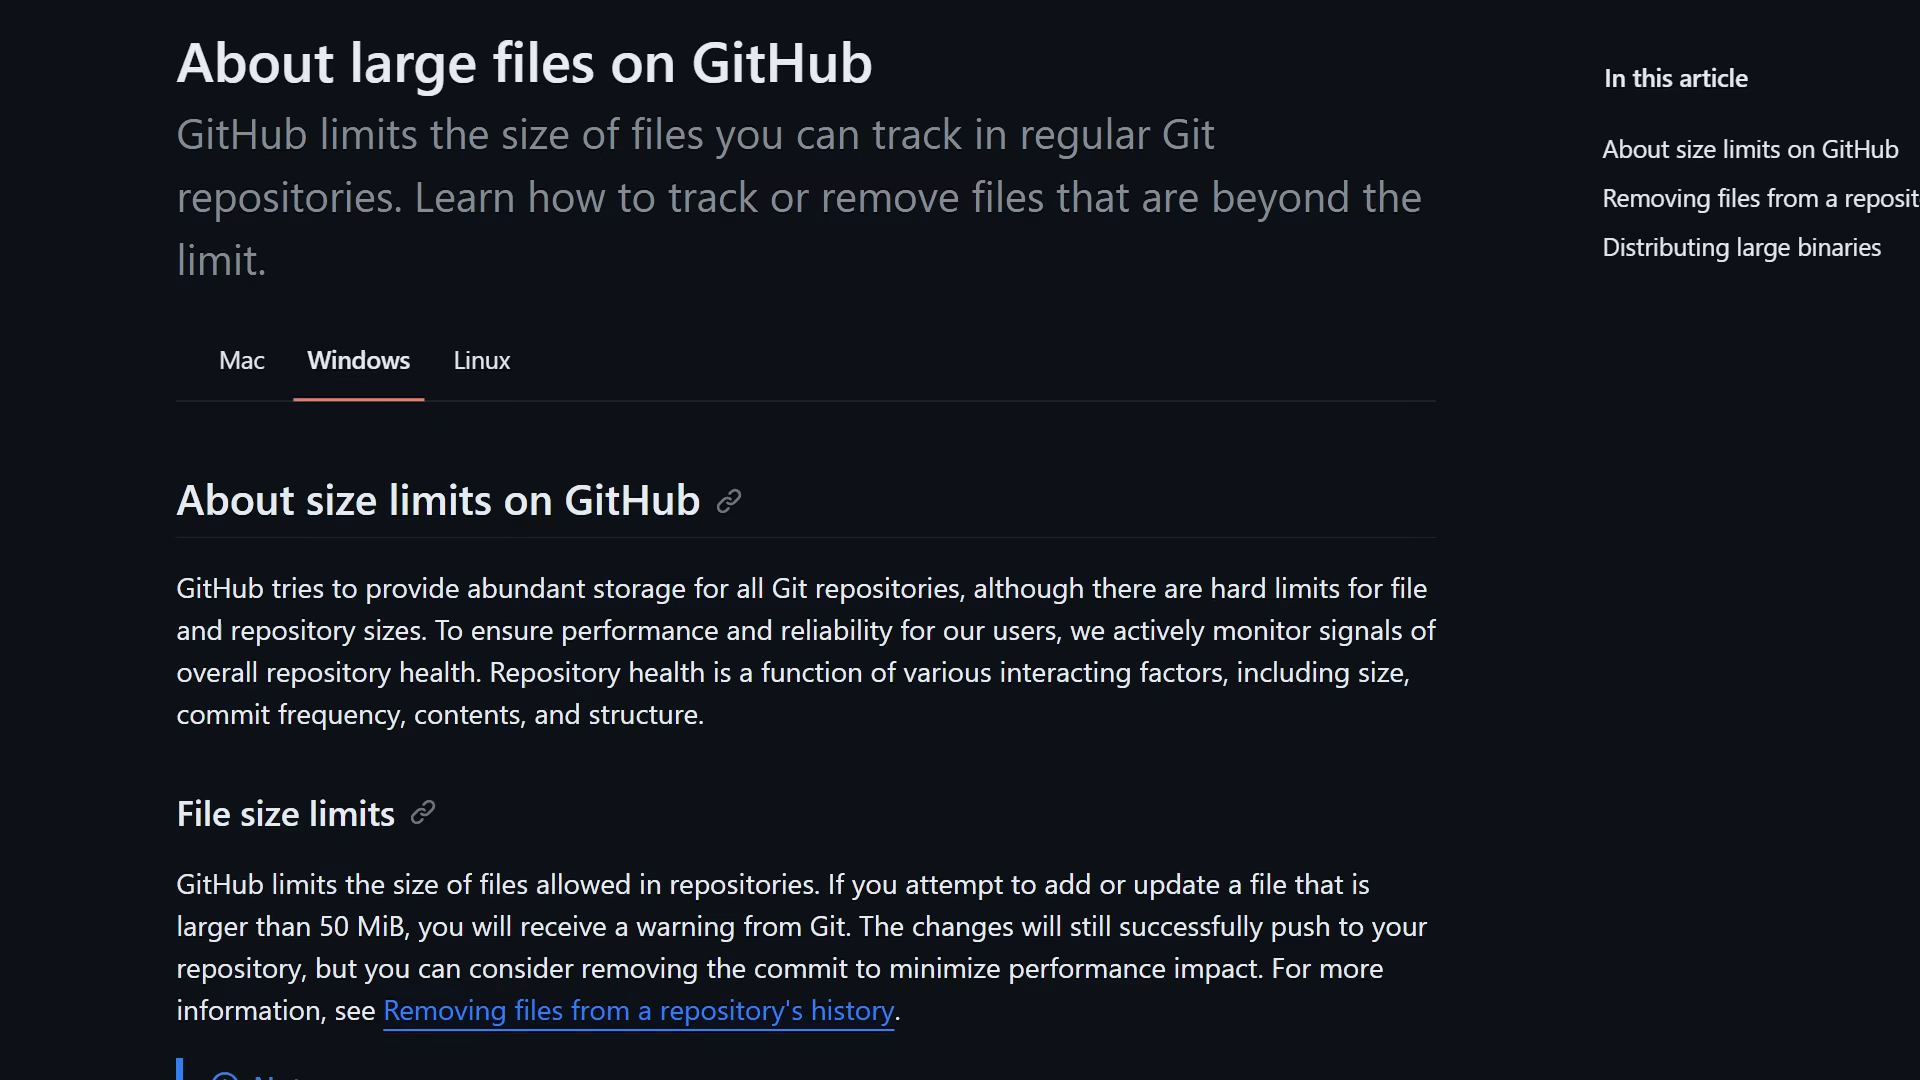 About large files on GitHub
GitHub limits the size of files you can track in regular Git
repositories. Learn how to track or remove files that are beyond the
limit.
In this article
About size limits on GitHub
Removing files from a
Distributing large binaries
Mac Windows Linux
About size limits on GitHub
GitHub tries to provide abundant storage for all Git repositories, although there are hard limits for file
and repository sizes. To ensure performance and reliability for our users, we actively monitor signals of
overall repository health. Repository health is a function of various interacting factors, including size,
commit frequency, contents, and structure.
File size limits
GitHub limits the size of files allowed in repositories. If you attempt to add or update a file that is
larger than 50 MiB, you will receive a warning from Git. The changes will still successfully push to your
repository, but you can consider removing the commit to minimize performance impact. For more
information, see Removing files from a repository's history.